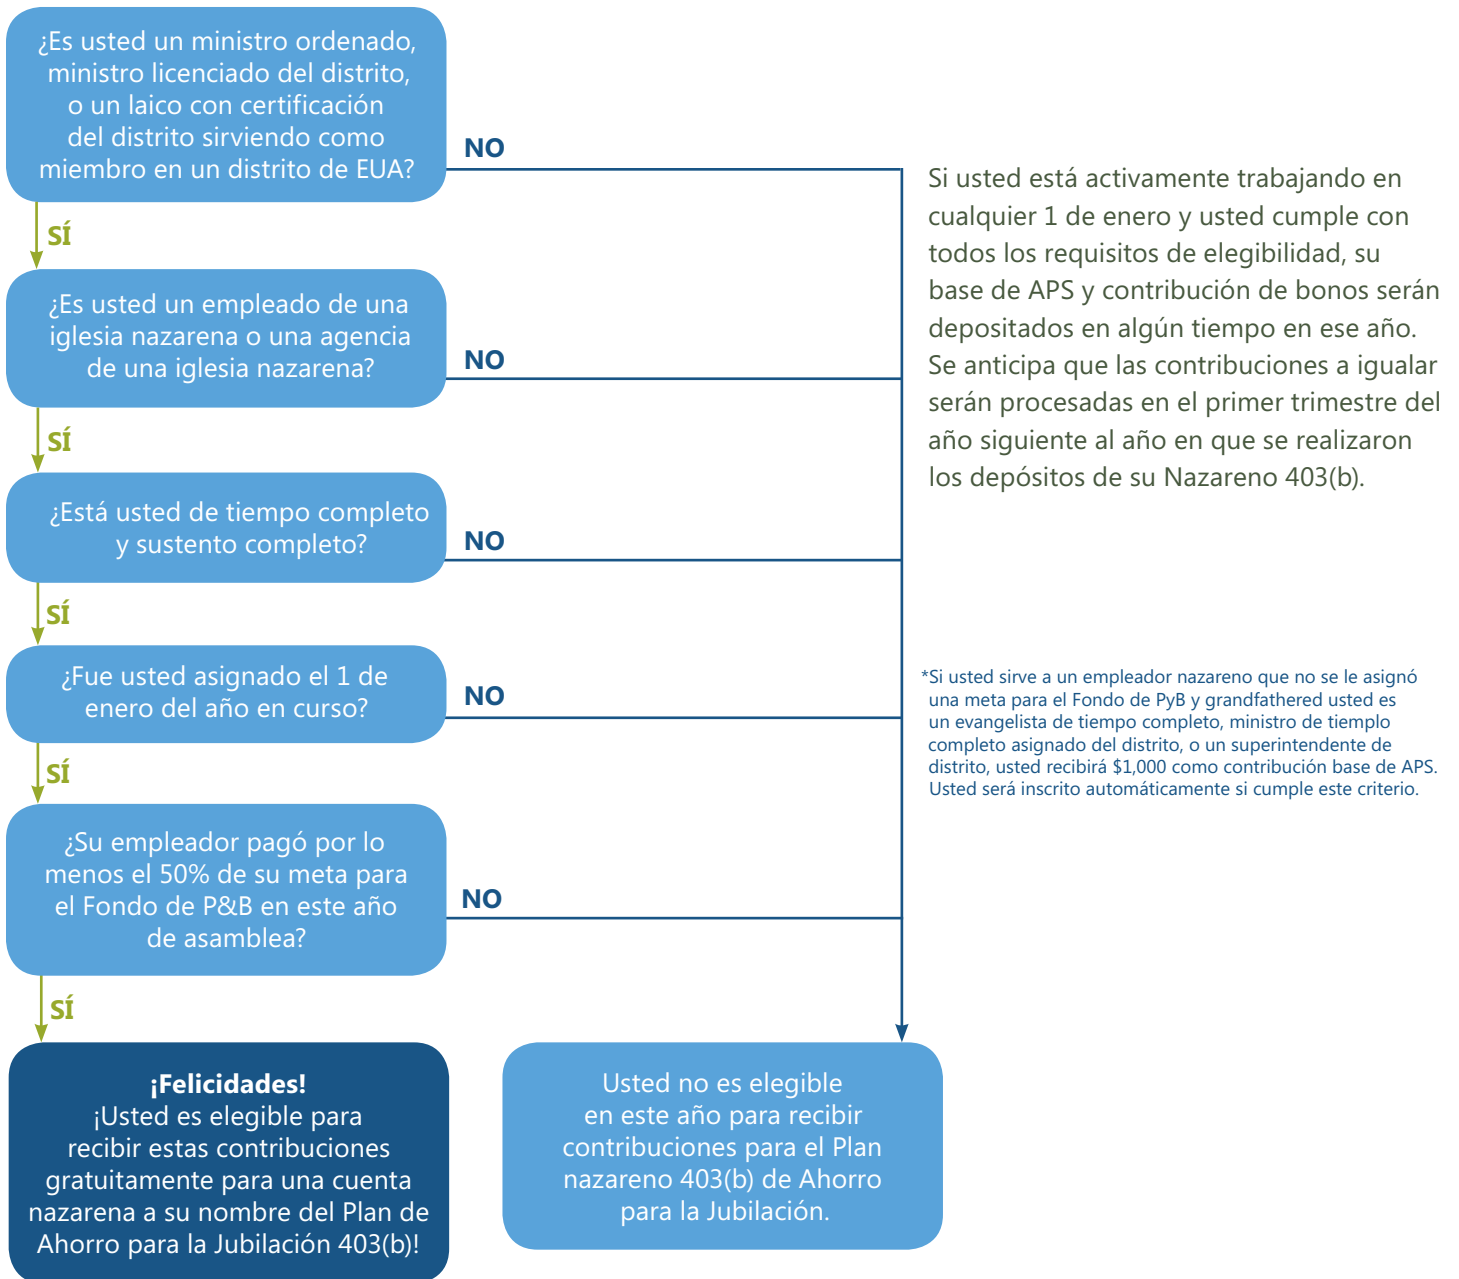 ¿Es usted un ministro ordenado,
ministro licenciado del distrito,
o un laico con certificación
del distrito sirviendo como
miembro en un distrito de EUA?
NO
SÍ
¿Es usted un empleado de una
iglesia nazarena o una agencia
de una iglesia nazarena?
NO
SÍ
¿Está usted de tiempo completo
y sustento completo?
NO
SÍ
¿Fue usted asignado el 1 de
enero del año en curso?
NO
SÍ
¿Su empleador pagó por lo
menos el 50% de su meta para
el Fondo de P&B en este año
de asamblea?
NO
SÍ
¡Felicidades!
¡Usted es elegible para
recibir estas contribuciones
gratuitamente para una cuenta
nazarena a su nombre del Plan de
Ahorro para la Jubilación 403(b)!
Usted no es elegible
en este año para recibir
contribuciones para el Plan
nazareno 403(b) de Ahorro
para la Jubilación.
Si usted está activamente trabajando en
cualquier 1 de enero y usted cumple con
todos los requisitos de elegibilidad, su
base de APS y contribución de bonos serán
depositados en algún tiempo en ese año.
Se anticipa que las contribuciones a igualar
serán procesadas en el primer trimestre del
año siguiente al año en que se realizaron
los depósitos de su Nazareno 403(b).
*Si usted sirve a un empleador nazareno que no se le asignó
una meta para el Fondo de PyB y grandfathered usted es
un evangelista de tiempo completo, ministro de tiemplo
completo asignado del distrito, o un superintendente de
distrito, usted recibirá $1,000 como contribución base de APS.
Usted será inscrito automáticamente si cumple este criterio.